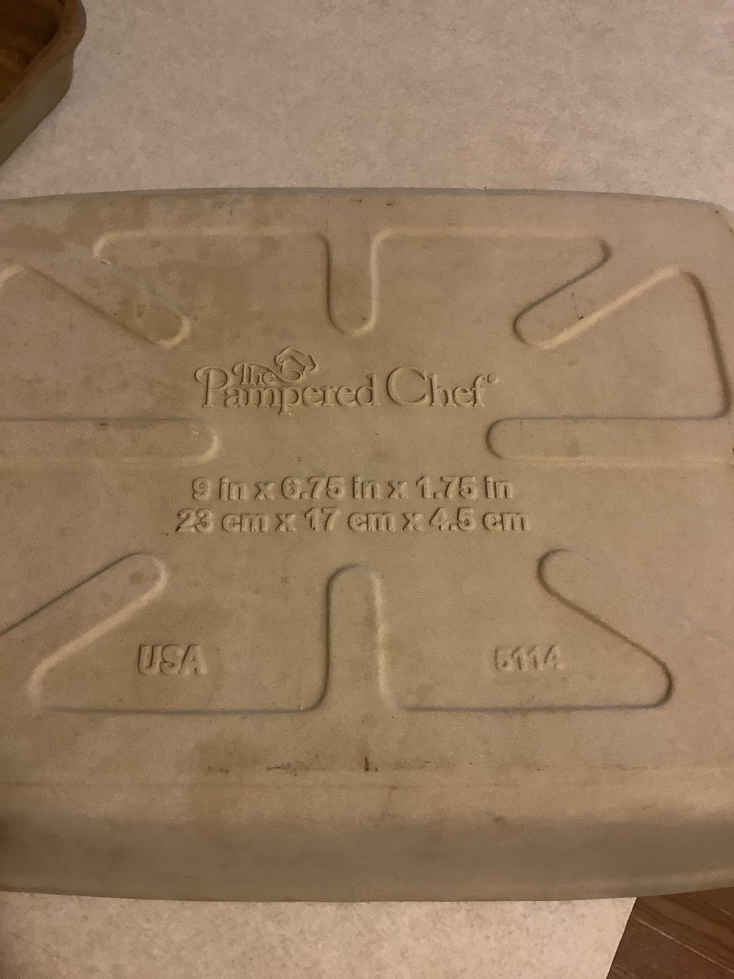 The
Pampered Chef®
9 in x 6.75 in x 1.75 in
23 cm x 17 cm x 4.5 cm
USA
5114